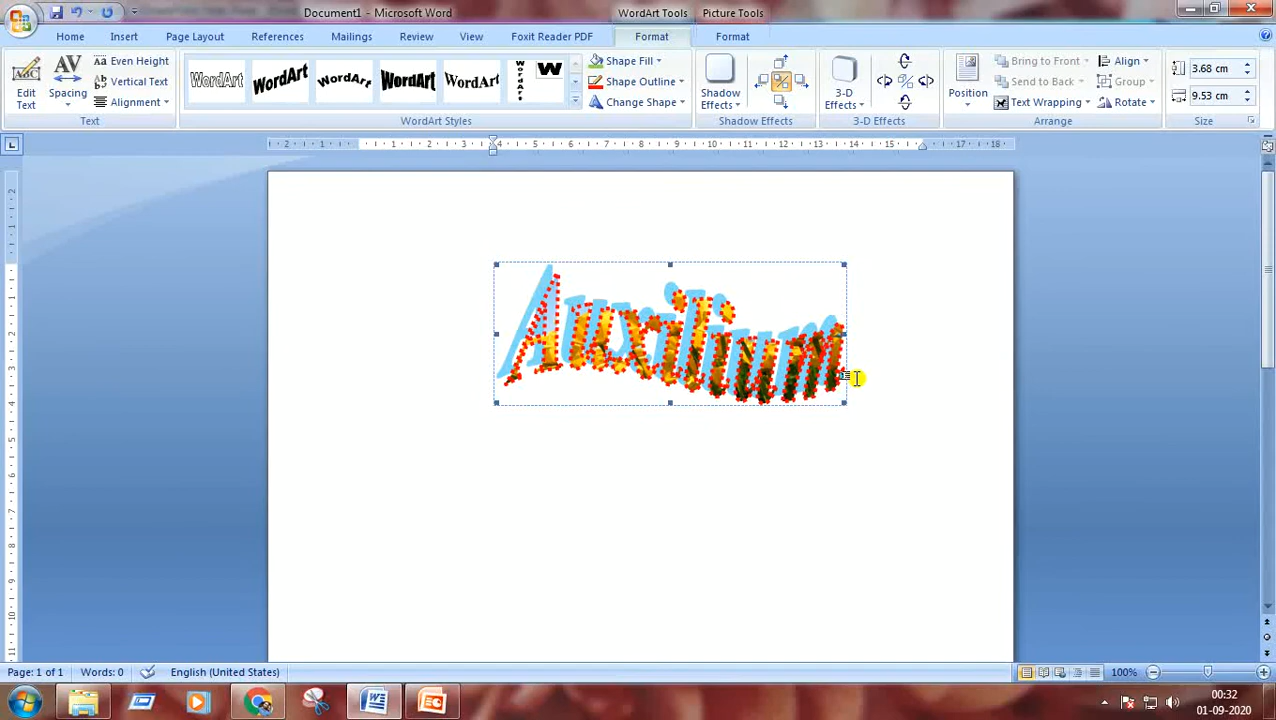 Document1 - Microsoft Word
WordArt Tools
Picture Tools
Home
Insert
Page Layout
References
Mailings
Review
View
Foxit Reader PDF
Format
Format
Edit Text
Spacing
Even Height
Vertical Text
Alignment
Text
WordArt
WordArt
WordArt
WordArt
WordArt
W
Shape Fill
Shape Outline
Change Shape
WordArt Styles
Shadow Effects
Shadow Effects
3-D Effects
3-D Effects
Position
Bring to Front
Send to Back
Text Wrapping
Align
Group
Rotate
Arrange
3.68 cm
9.53 cm
Size
Auxilium
Page: 1 of 1
Words: 0
English (United States)
100%
00:32
01-09-2020